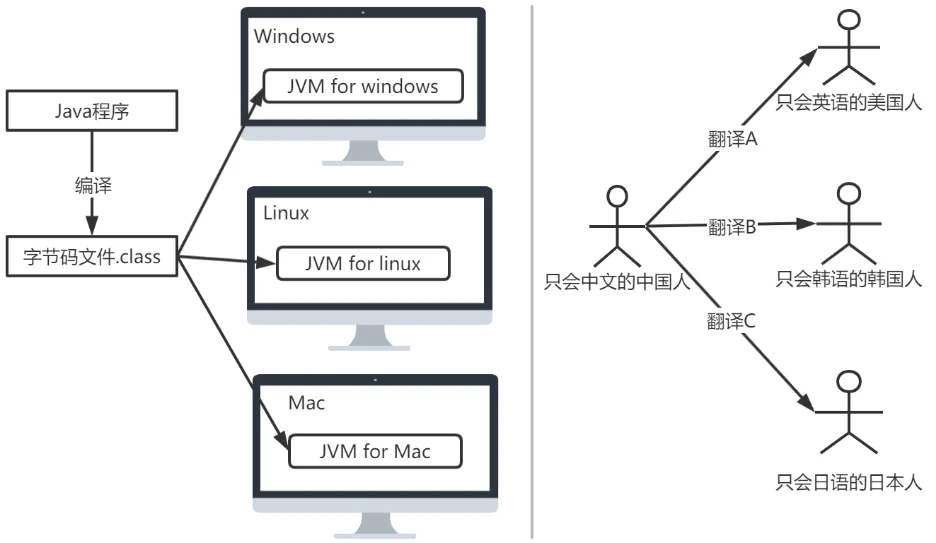 Windows
JVM for windows
Java程序
编译
字节码文件.class
Linux
JVM for linux
Mac
JVM for Mac
只会英语的美国人
翻译A
翻译B
只会中文的中国人
只会韩语的韩国人
翻译C
只会日语的日本人